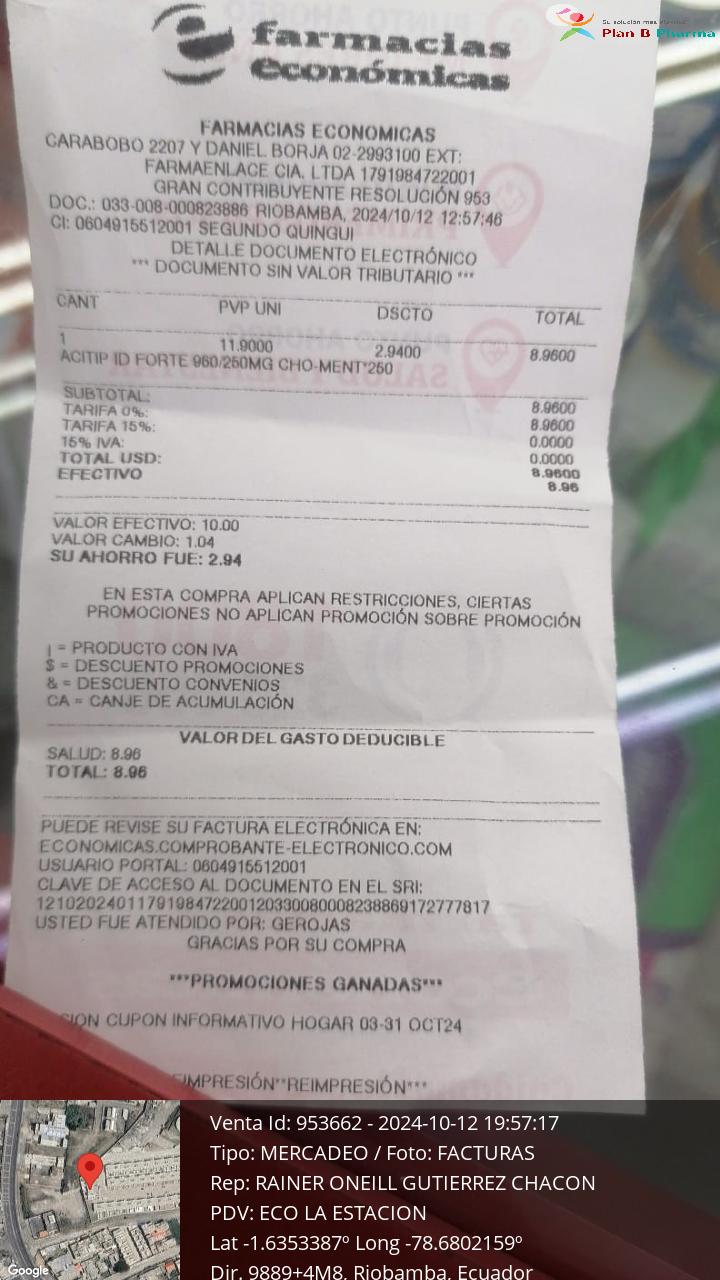 Su solución más
Plan B Pharma
farmacias
económicas
FARMACIAS ECONOMICAS
CARABOBO 2207 Y DANIEL BORJA 02-2993100 EXT:
FARMAENLACE CIA. LTDA 1791984722001
GRAN CONTRIBUYENTE RESOLUCIÓN 953
DOC.: 033-008-000823886 RIOBAMBA, 2024/10/12 12:57:46
CI: 0604915512001 SEGUNDO QUINGUI
DETALLE DOCUMENTO ELECTRÓNICO
*** DOCUMENTO SIN VALOR TRIBUTARIO ***
CANT PVP UNI DSCTO TOTAL
1 11.9000 2.9400 8.9600
ACITIP ID FORTE 960/250MG CHO-MENT*250
SUBTOTAL: 8.9600
TARIFA 0%: 8.9600
TARIFA 15%: 0.0000
15% IVA: 0.0000
TOTAL USD: 8.9600
EFECTIVO 8.96
VALOR EFECTIVO: 10.00
VALOR CAMBIO: 1.04
SU AHORRO FUE: 2.94
EN ESTA COMPRA APLICAN RESTRICCIONES, CIERTAS
PROMOCIONES NO APLICAN PROMOCIÓN SOBRE PROMOCIÓN
| = PRODUCTO CON IVA
$ = DESCUENTO PROMOCIONES
& = DESCUENTO CONVENIOS
CA = CANJE DE ACUMULACIÓN
VALOR DEL GASTO DEDUCIBLE
SALUD: 8.96
TOTAL: 8.96
PUEDE REVISE SU FACTURA ELECTRÓNICA EN:
ECONOMICAS.COMPROBANTE-ELECTRONICO.COM
USUARIO PORTAL: 0604915512001
CLAVE DE ACCESO AL DOCUMENTO EN EL SRI:
1210202401179198472200120330080008238869172777817
USTED FUE ATENDIDO POR: GEROJAS
GRACIAS POR SU COMPRA
***PROMOCIONES GANADAS***
SION CUPON INFORMATIVO HOGAR 03-31 OCT24
EIMPRESIÓN**REIMPRESIÓN***
Venta Id: 953662 - 2024-10-12 19:57:17
Tipo: MERCADEO / Foto: FACTURAS
Rep: RAINER ONEILL GUTIERREZ CHACON
PDV: ECO LA ESTACION
Lat -1.6353387º Long -78.6802159º
Dir. 9889+4M8, Riobamba, Ecuador
Google